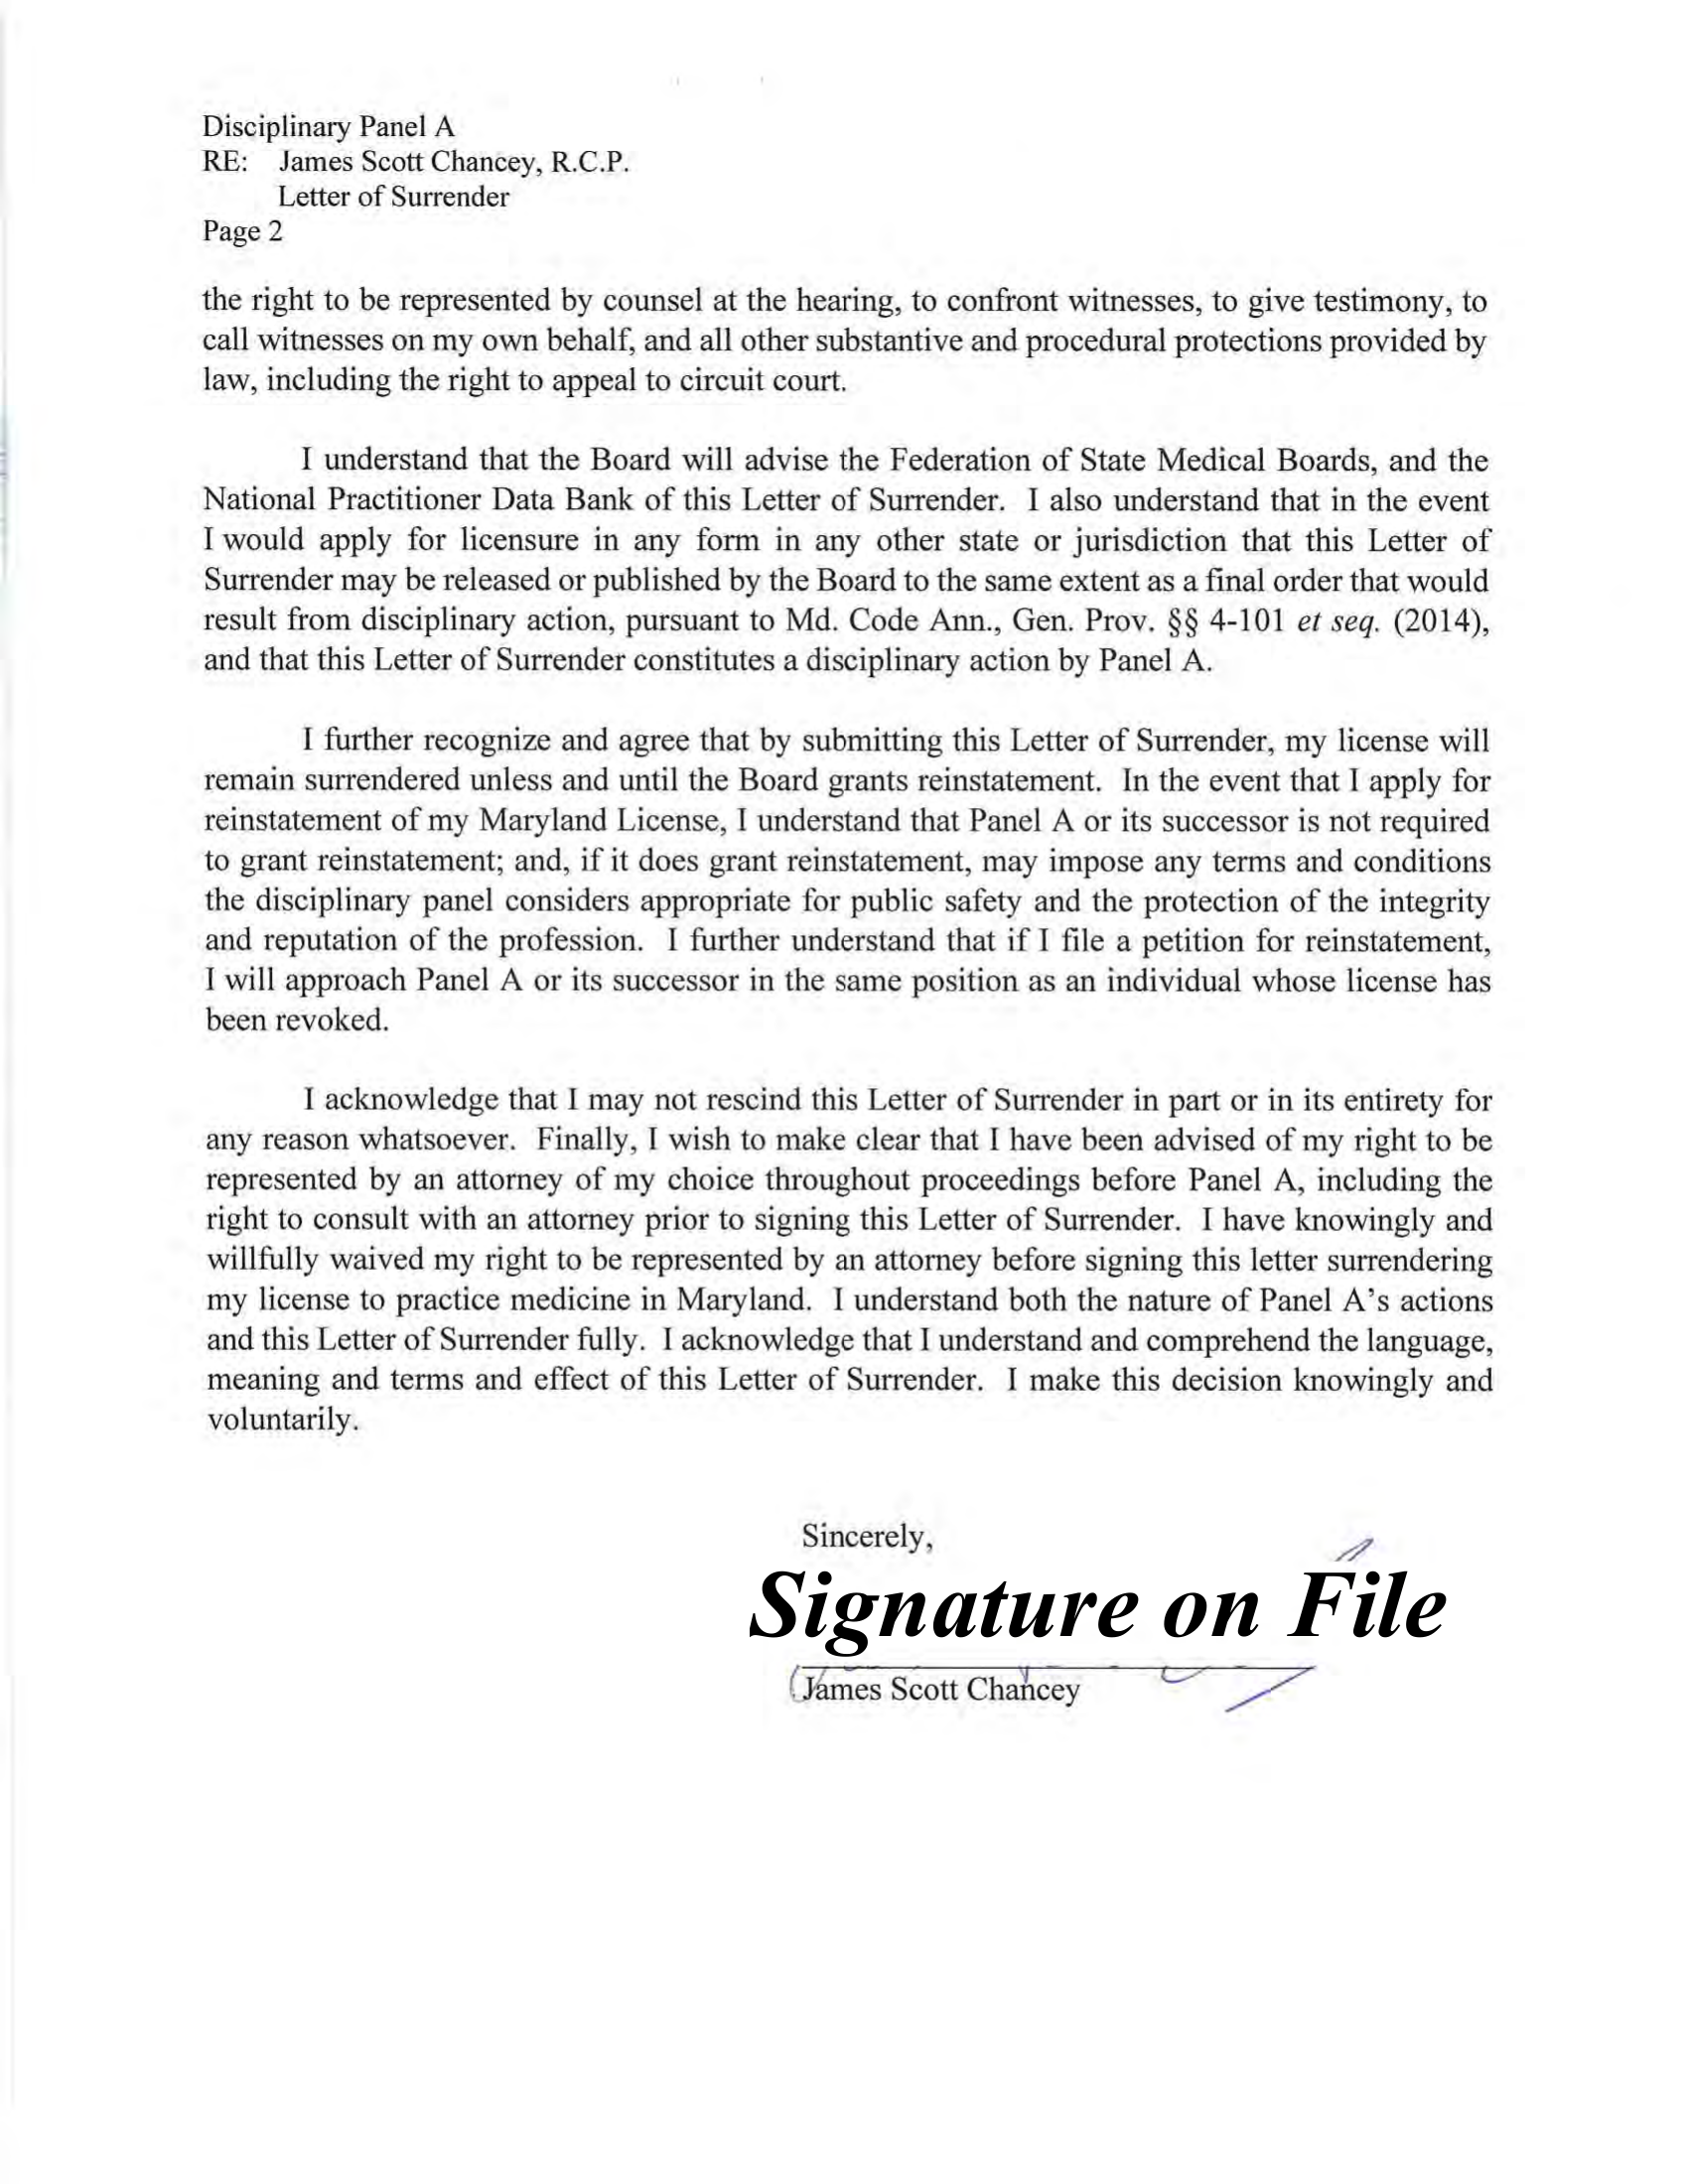 Disciplinary Panel A
RE: James Scott Chancey, R.C.P.
Letter of Surrender
Page 2
the right to be represented by counsel at the hearing, to confront witnesses, to give testimony, to
call witnesses on my own behalf, and all other substantive and procedural protections provided by
law, including the right to appeal to circuit court.
I understand that the Board will advise the Federation of State Medical Boards, and the
National Practitioner Data Bank of this Letter of Surrender. I also understand that in the event
I would apply for licensure in any form in any other state or jurisdiction that this Letter of
Surrender may be released or published by the Board to the same extent as a final order that would
result from disciplinary action, pursuant to Md. Code Ann., Gen. Prov. §§ 4-101 et seq. (2014),
and that this Letter of Surrender constitutes a disciplinary action by Panel A.
I further recognize and agree that by submitting this Letter of Surrender, my license will
remain surrendered unless and until the Board grants reinstatement. In the event that I apply for
reinstatement of my Maryland License, I understand that Panel A or its successor is not required
to grant reinstatement; and, if it does grant reinstatement, may impose any terms and conditions
the disciplinary panel considers appropriate for public safety and the protection of the integrity
and reputation of the profession. I further understand that if I file a petition for reinstatement,
I will approach Panel A or its successor in the same position as an individual whose license has
been revoked.
I acknowledge that I may not rescind this Letter of Surrender in part or in its entirety for
any reason whatsoever. Finally, I wish to make clear that I have been advised of my right to be
represented by an attorney of my choice throughout proceedings before Panel A, including the
right to consult with an attorney prior to signing this Letter of Surrender. I have knowingly and
willfully waived my right to be represented by an attorney before signing this letter surrendering
my license to practice medicine in Maryland. I understand both the nature of Panel A's actions
and this Letter of Surrender fully. I acknowledge that I understand and comprehend the language,
meaning and terms and effect of this Letter of Surrender. I make this decision knowingly and
voluntarily.
Sincerely,
Signature on File
James Scott Chancey